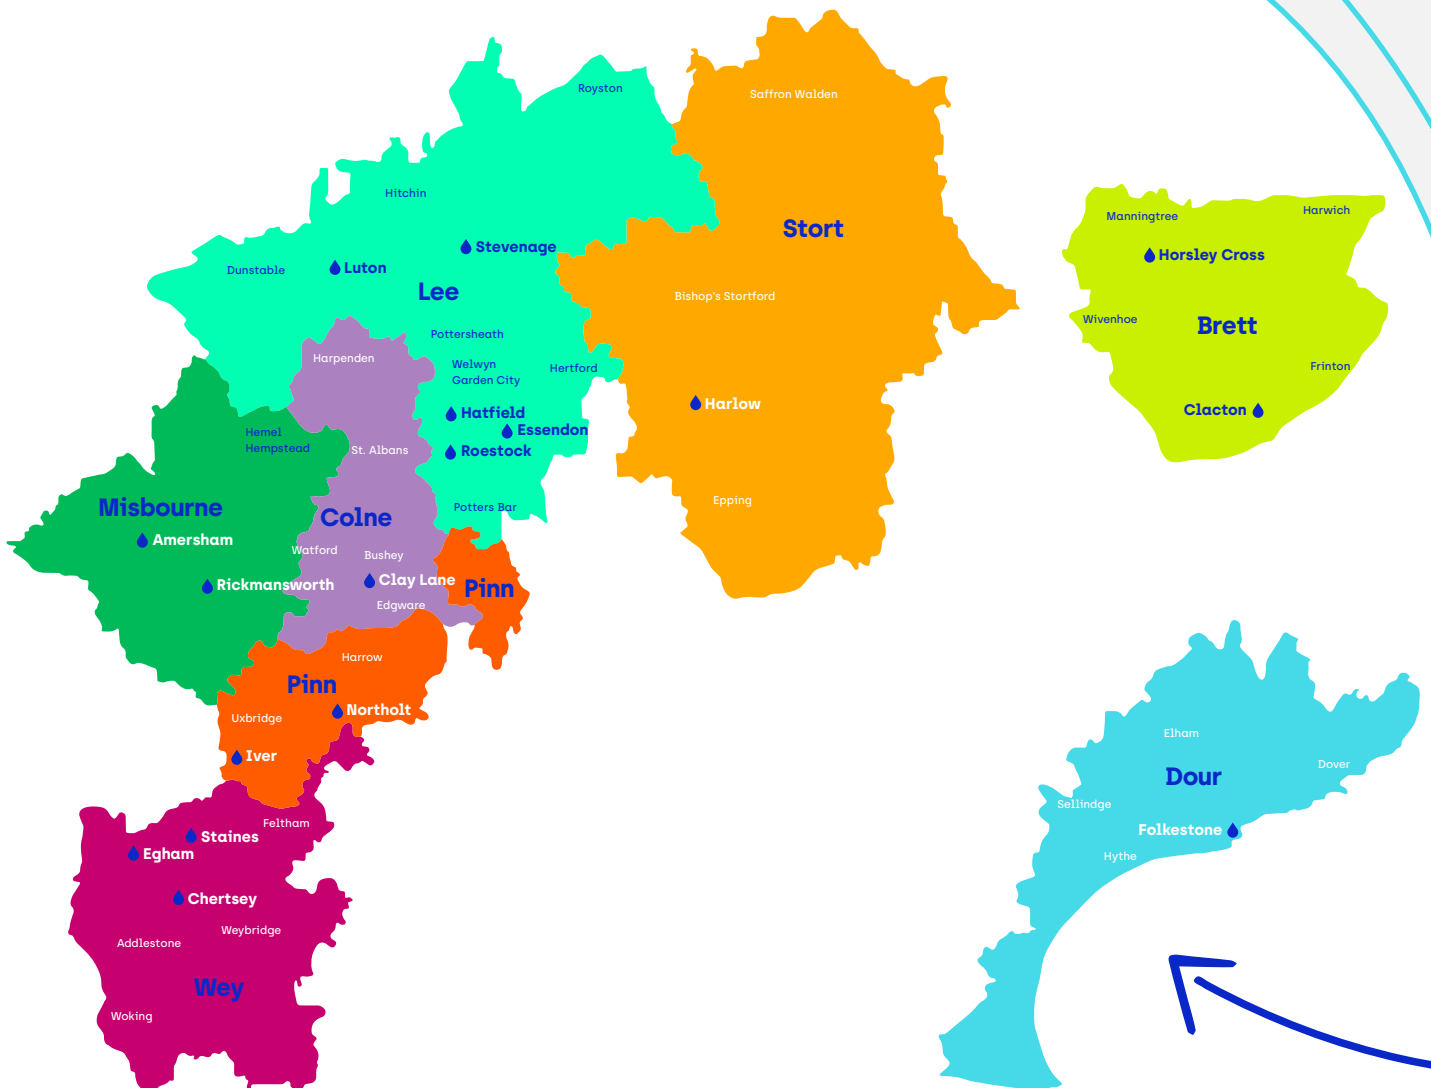 Royston
Saffron Walden
Hitchin
Stort
Stevenage
Dunstable
Luton
Lee
Bishop's Stortford
Pottersheath
Harpenden
Welwyn
Garden City
Hertford
Harlow
Hatfield
Essendon
Hemel
Hempstead
St. Albans
Roestock
Epping
Misbourne
Potters Bar
Colne
Amersham
Watford
Bushey
Clay Lane
Rickmansworth
Pinn
Edgware
Harrow
Pinn
Northolt
Uxbridge
Iver
Feltham
Staines
Egham
Chertsey
Weybridge
Addlestone
Wey
Woking
Manningtree
Harwich
Horsley Cross
Wivenhoe
Brett
Frinton
Clacton
Elham
Dover
Dour
Sellindge
Folkestone
Hythe